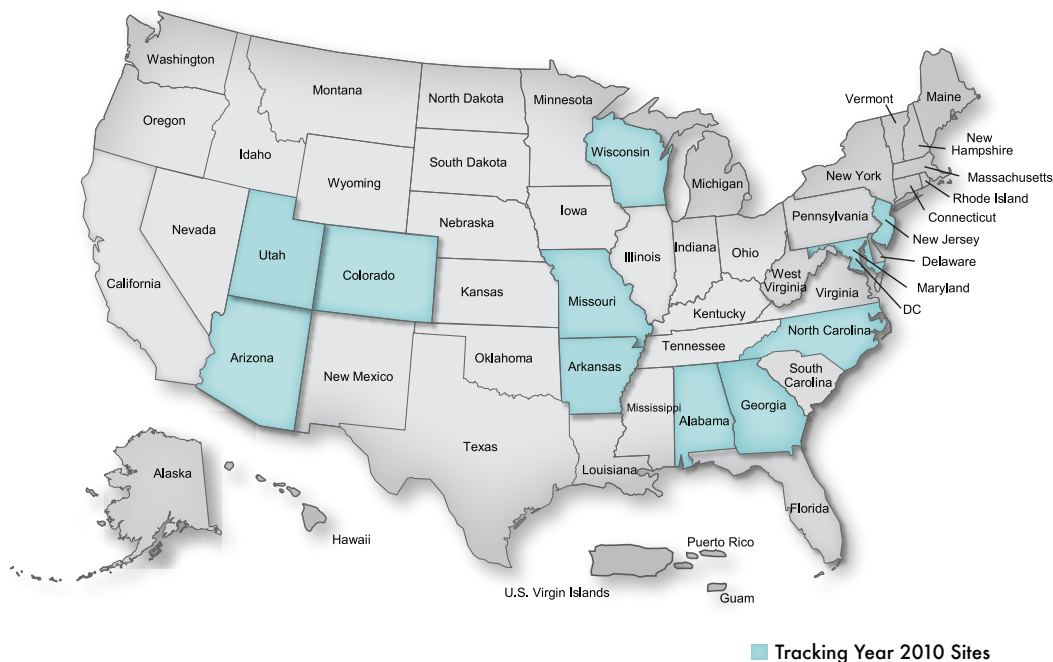 Washington
Montana
North Dakota
Minnesota
Vermont
Maine
Oregon
Idaho
South Dakota
Wisconsin
New
Hampshire
Wyoming
Michigan
New York
Massachusetts
Rhode Island
Connecticut
Nebraska
Iowa
Pennsylvania
New Jersey
Nevada
Utah
Colorado
Illinois
Indiana
Ohio
Delaware
California
Kansas
Missouri
West
Virginia
Virginia
Maryland
DC
Kentucky
North Carolina
Arizona
New Mexico
Oklahoma
Arkansas
Tennessee
South
Carolina
Mississippi
Alabama
Georgia
Texas
Louisiana
Alaska
Florida
Hawaii
Puerto Rico
U.S. Virgin Islands
Guam
Tracking Year 2010 Sites